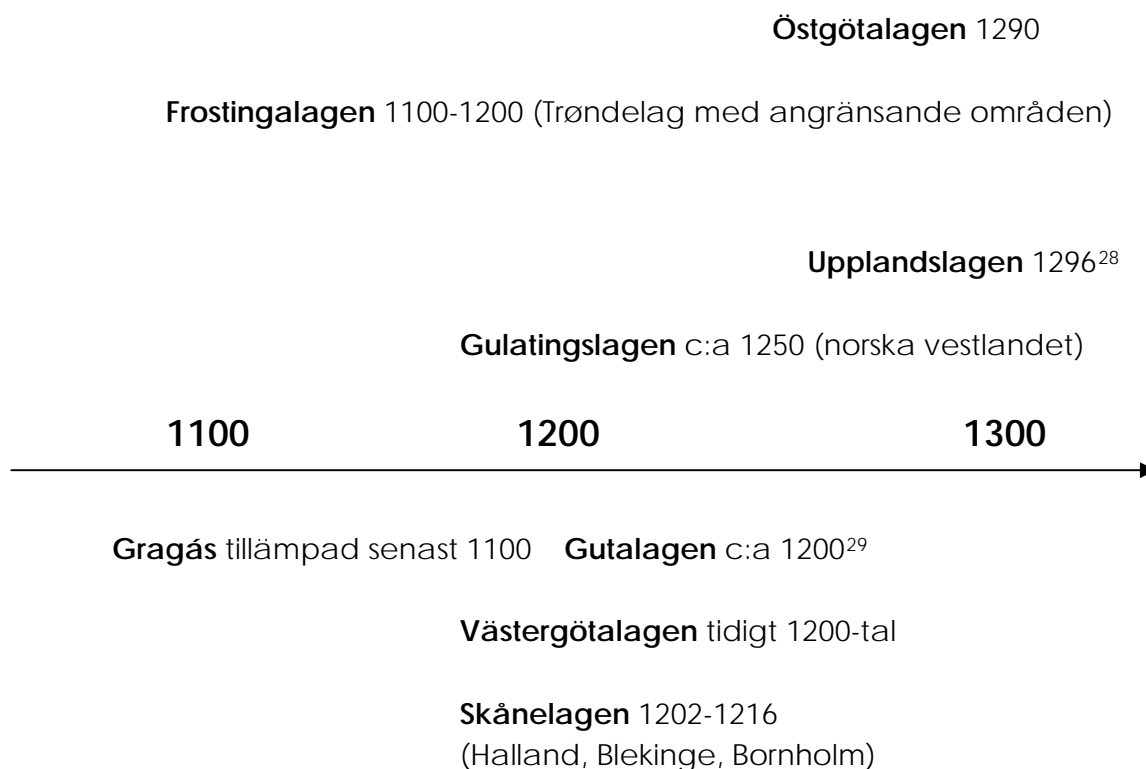 Östgötalagen 1290
Frostingalagen 1100-1200 (Trøndelag med angränsande områden)
Upplandslagen 1296²⁸
Gulatingslagen c:a 1250 (norska vestlandet)
1100 1200 1300
Gragás tillämpad senast 1100 Gutalagen c:a 1200²⁹
Västergötalagen tidigt 1200-tal
Skånelagen 1202-1216
(Halland, Blekinge, Bornholm)